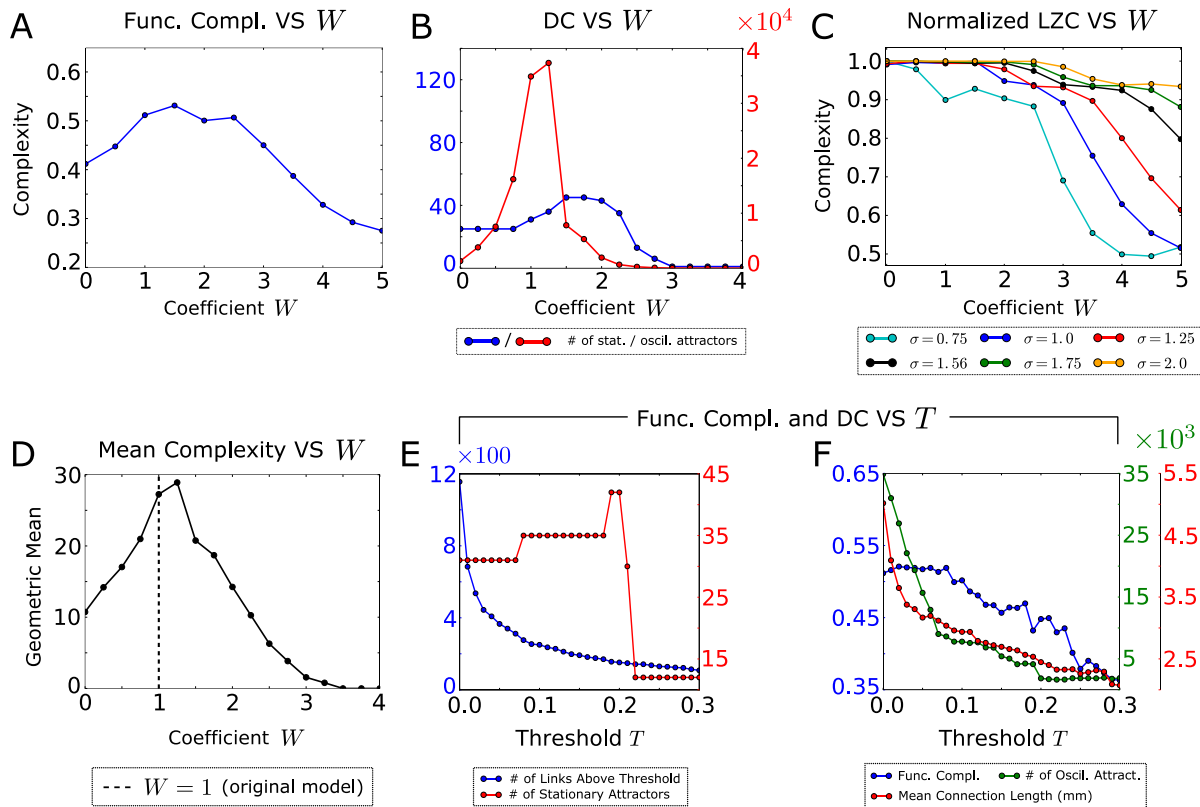 A
Func. Compl. VS W
Complexity
0.6
0.5
0.4
0.3
0.2
0 1 2 3 4 5
Coefficient W
B
DC VS W
×10⁴
120
80
40
0
4
3
2
1
0
0 1 2 3 4
Coefficient W
/ # of stat. / oscil. attractors
C
Normalized LZC VS W
Complexity
1.0
0.9
0.8
0.7
0.6
0.5
0 1 2 3 4 5
Coefficient W
σ = 0.75 σ = 1.0 σ = 1.25
σ = 1.56 σ = 1.75 σ = 2.0
Func. Compl. and DC VS T
D
Mean Complexity VS W
Geometric Mean
30
20
10
0
0 1 2 3 4
Coefficient W
W = 1 (original model)
E
×100
12
8
4
0
45
35
25
15
0.0 0.1 0.2 0.3
Threshold T
# of Links Above Threshold
# of Stationary Attractors
F
×10³
0.65
0.55
0.45
0.35
35
25
15
5
5.5
4.5
3.5
2.5
0.0 0.1 0.2 0.3
Threshold T
Func. Compl. # of Oscil. Attract.
Mean Connection Length (mm)